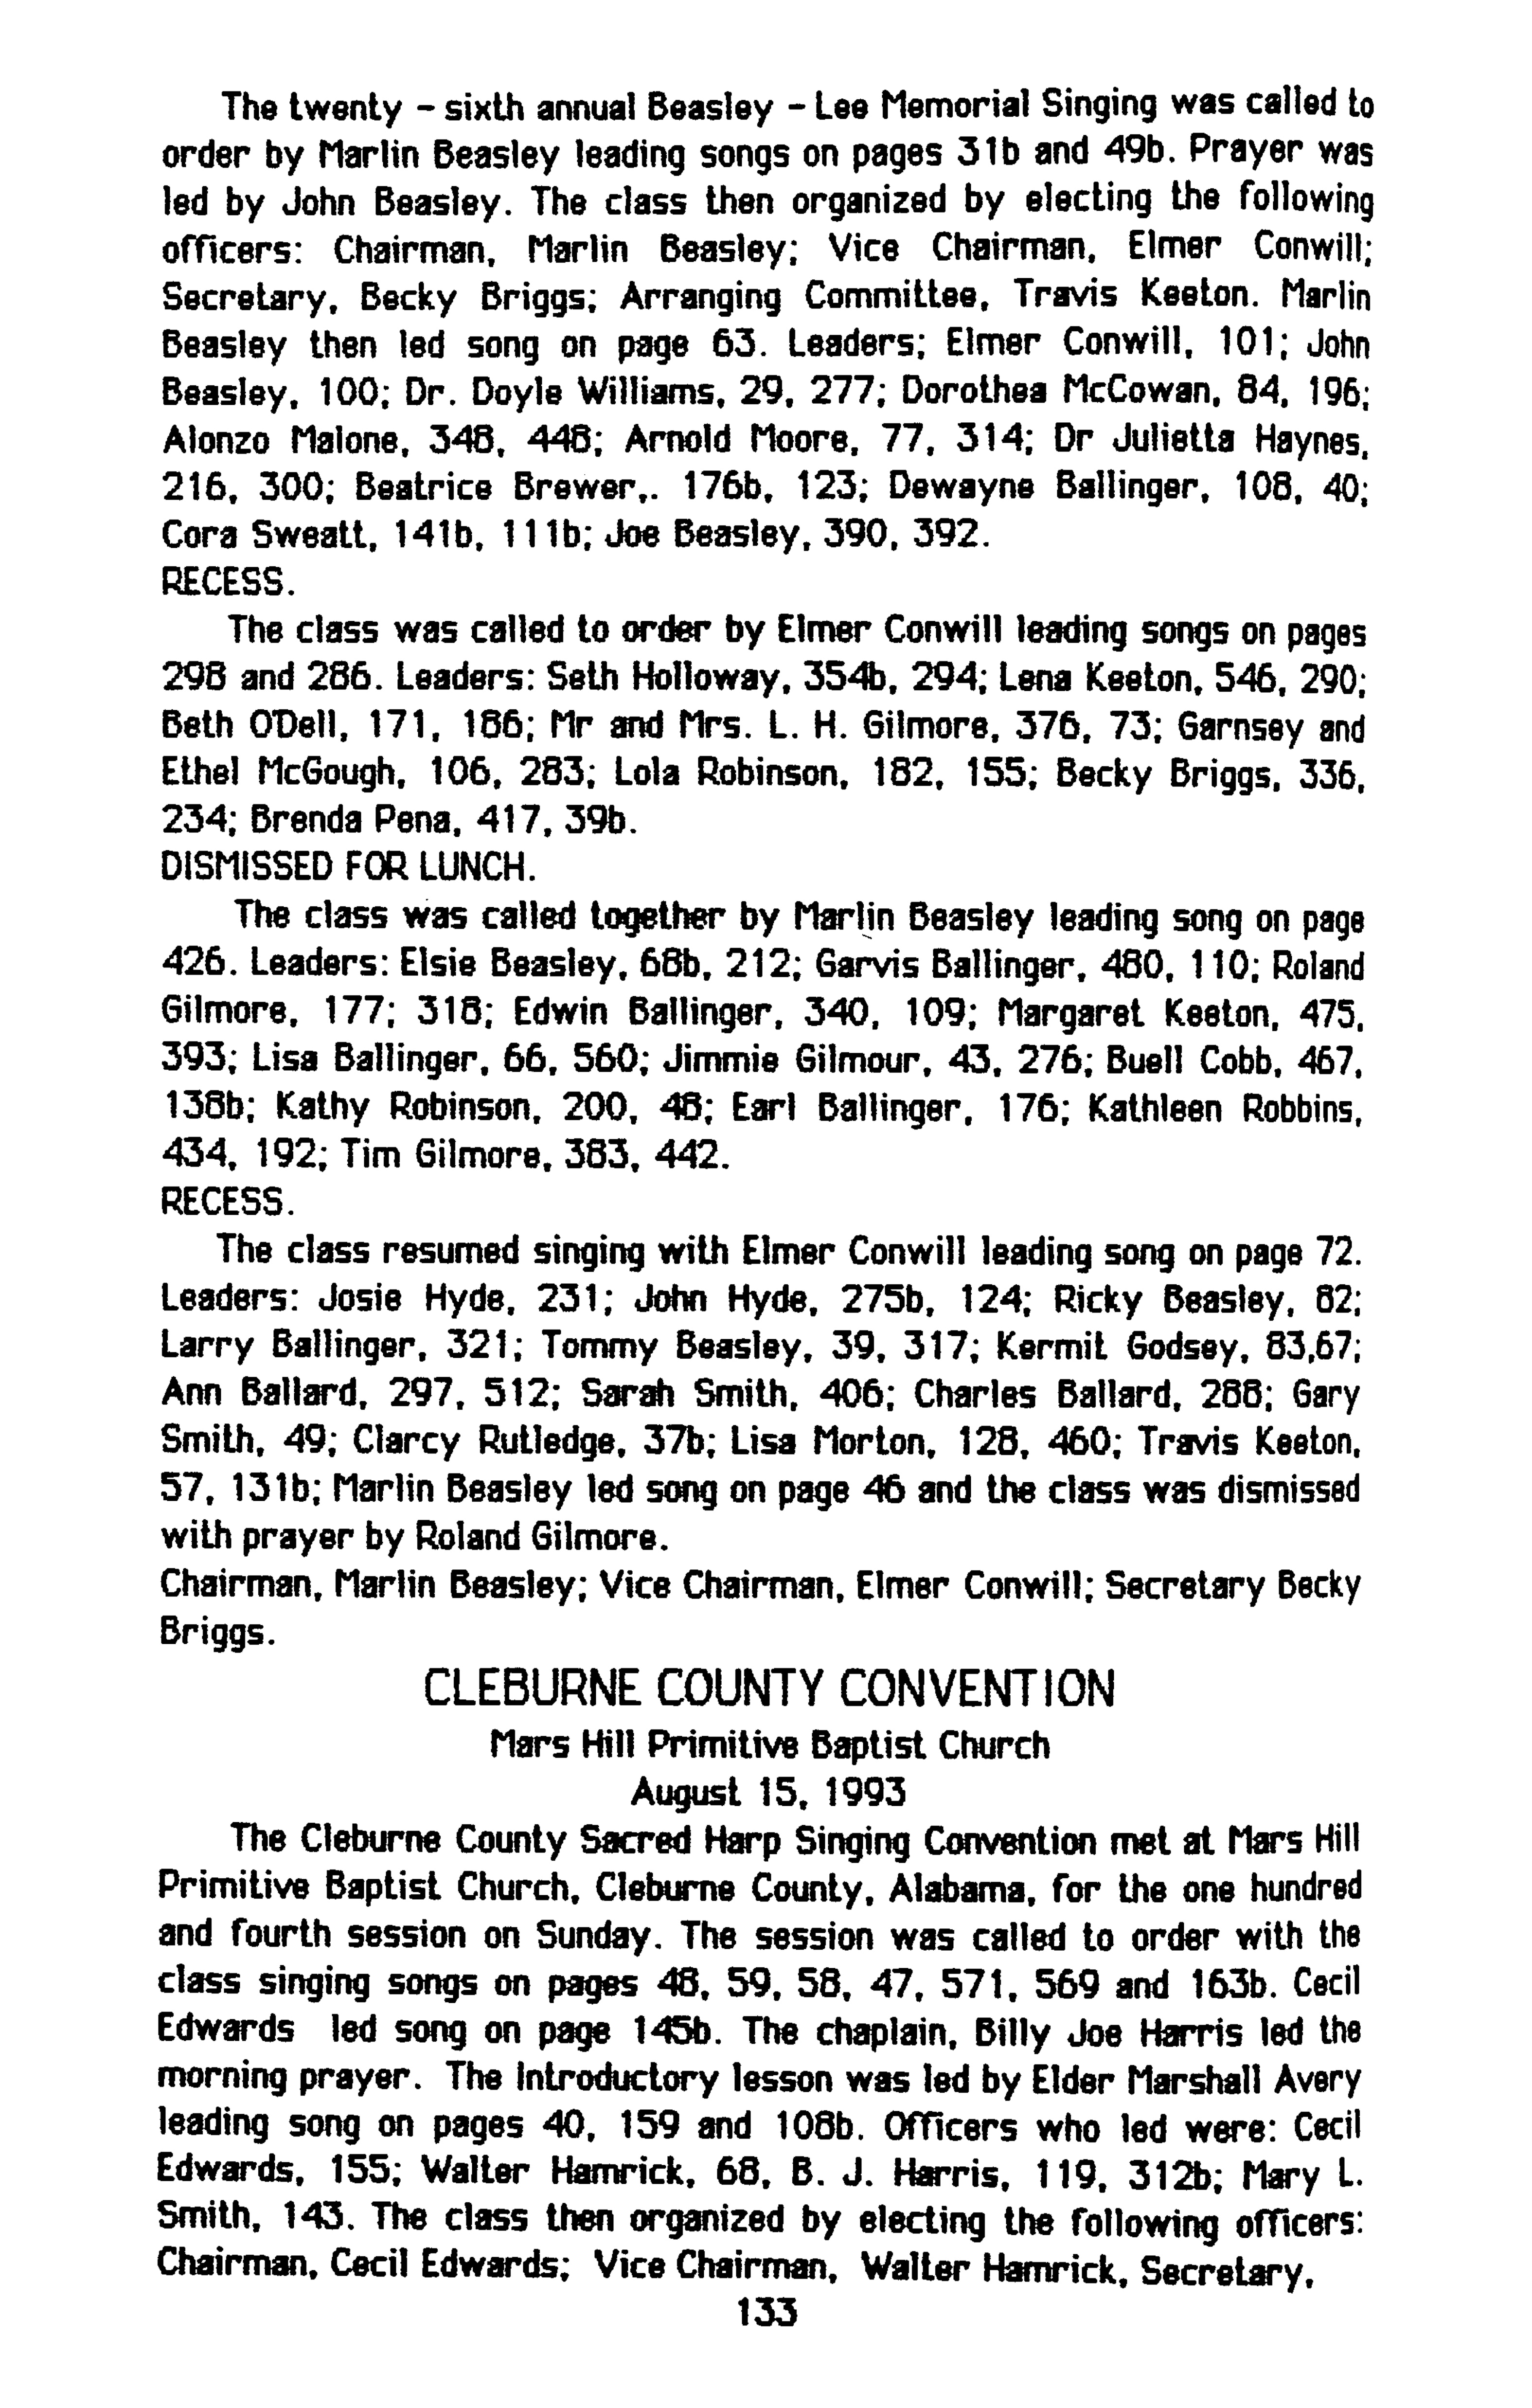 The twenty - sixth annual Beasley - Lee Memorial Singing was called to
order by Marlin Beasley leading songs on pages 31b and 49b. Prayer was
led by John Beasley. The class then organized by electing the following
officers: Chairman, Marlin Beasley; Vice Chairman, Elmer Conwill;
Secretary, Becky Briggs; Arranging Committee, Travis Keeton. Marlin
Beasley then led song on page 63. Leaders; Elmer Conwill, 101; John
Beasley, 100; Dr. Doyle Williams, 29, 277; Dorothea McCowan, 84, 196;
Alonzo Malone, 348, 448; Arnold Moore, 77, 314; Dr Julietta Haynes,
216, 300; Beatrice Brewer,. 176b, 123; Dewayne Ballinger, 108, 40;
Cora Sweatt, 141b, 111b; Joe Beasley, 390, 392.
RECESS.
The class was called to order by Elmer Conwill leading songs on pages
298 and 286. Leaders: Seth Holloway, 354b, 294; Lena Keeton, 546, 290;
Beth O'Dell, 171, 186; Mr and Mrs. L. H. Gilmore, 376, 73; Garnsey and
Ethel McGough, 106, 283; Lola Robinson, 182, 155; Becky Briggs, 336,
234; Brenda Pena, 417, 39b.
DISMISSED FOR LUNCH.
The class was called together by Marlin Beasley leading song on page
426. Leaders: Elsie Beasley, 68b, 212; Garvis Ballinger, 480, 110; Roland
Gilmore, 177; 318; Edwin Ballinger, 340, 109; Margaret Keeton, 475,
393; Lisa Ballinger, 66, 560; Jimmie Gilmour, 43, 276; Buell Cobb, 467,
138b; Kathy Robinson, 200, 48; Earl Ballinger, 176; Kathleen Robbins,
434, 192; Tim Gilmore, 383, 442.
RECESS.
The class resumed singing with Elmer Conwill leading song on page 72.
Leaders: Josie Hyde, 231; John Hyde, 275b, 124; Ricky Beasley, 82;
Larry Ballinger, 321; Tommy Beasley, 39, 317; Kermit Godsey, 83,67;
Ann Ballard, 297, 512; Sarah Smith, 406; Charles Ballard, 288; Gary
Smith, 49; Clarcy Rutledge, 37b; Lisa Morton, 128, 460; Travis Keeton,
57, 131b; Marlin Beasley led song on page 46 and the class was dismissed
with prayer by Roland Gilmore.
Chairman, Marlin Beasley; Vice Chairman, Elmer Conwill; Secretary Becky
Briggs.
CLEBURNE COUNTY CONVENTION
Mars Hill Primitive Baptist Church
August 15, 1993
The Cleburne County Sacred Harp Singing Convention met at Mars Hill
Primitive Baptist Church, Cleburne County, Alabama, for the one hundred
and fourth session on Sunday. The session was called to order with the
class singing songs on pages 48, 59, 58, 47, 571, 569 and 163b. Cecil
Edwards led song on page 145b. The chaplain, Billy Joe Harris led the
morning prayer. The Introductory lesson was led by Elder Marshall Avery
leading song on pages 40, 159 and 108b. Officers who led were: Cecil
Edwards, 155; Walter Hamrick, 68, B. J. Harris, 119, 312b; Mary L.
Smith, 143. The class then organized by electing the following officers:
Chairman, Cecil Edwards; Vice Chairman, Walter Hamrick, Secretary,
133